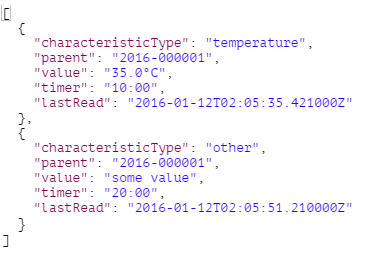 [
  {
    "characteristicType": "temperature",
    "parent": "2016-000001",
    "value": "35.0°C",
    "timer": "10:00",
    "lastRead": "2016-01-12T02:05:35.421000Z"
  },
  {
    "characteristicType": "other",
    "parent": "2016-000001",
    "value": "some value",
    "timer": "20:00",
    "lastRead": "2016-01-12T02:05:51.210000Z"
  }
]